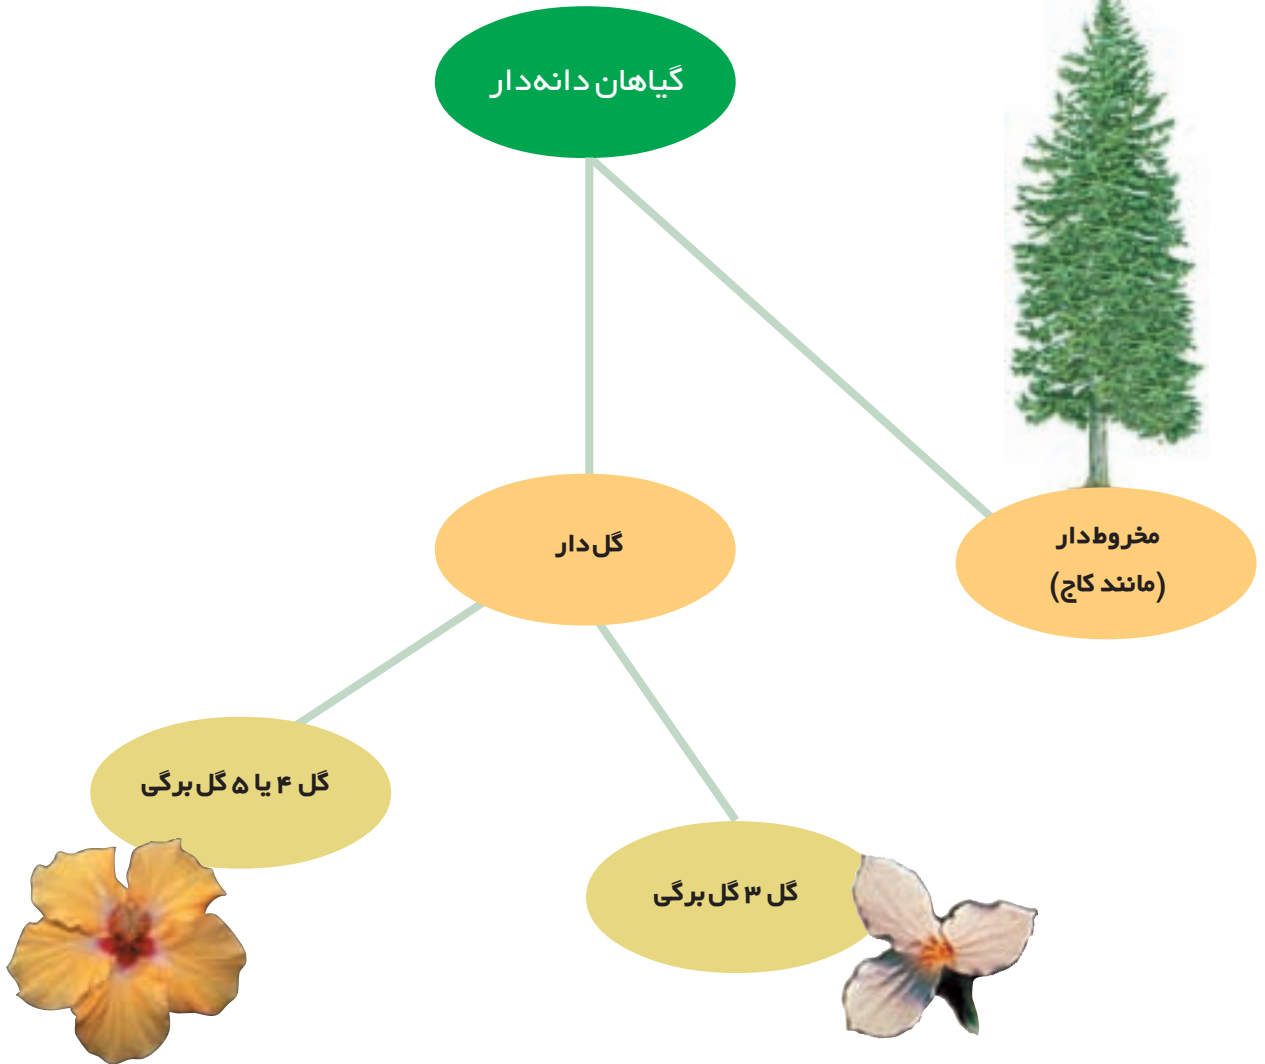 گیاهان دانه‌دار
مخروط‌دار
(مانند کاج)
گل‌دار
گل ۴ یا ۵ گل‌برگی
گل ۳ گل‌برگی